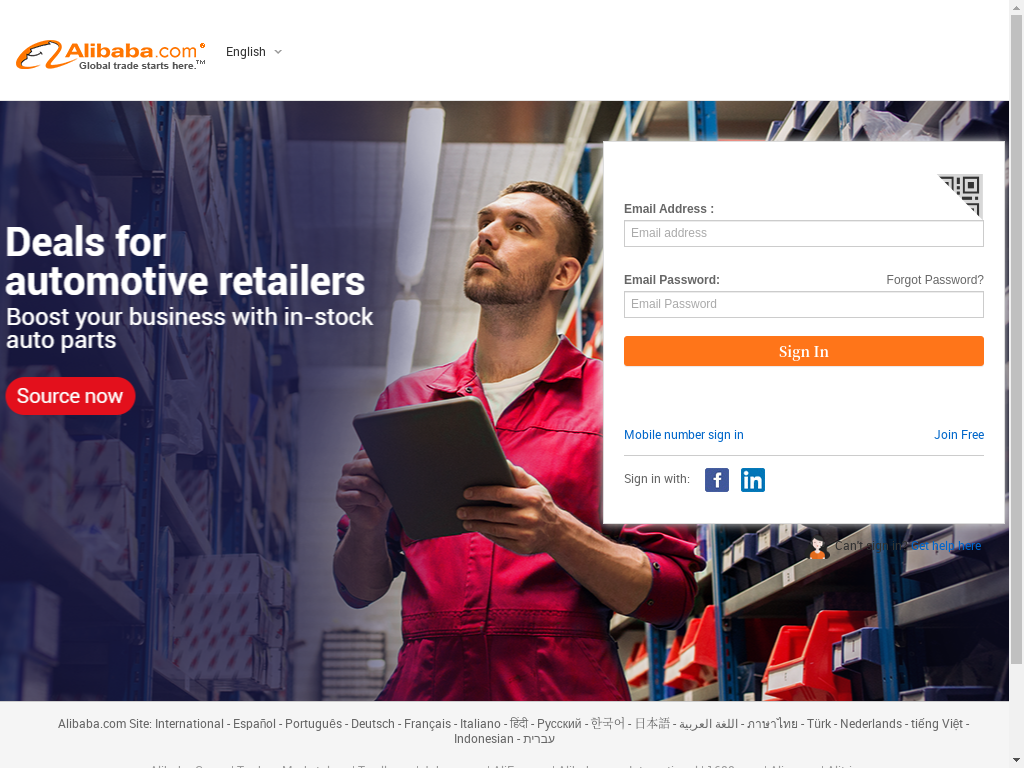 Alibaba.com
Global trade starts here.™
English
Deals for
automotive retailers
Boost your business with in-stock
auto parts
Source now
Email Address :
Email address
Email Password:
Forgot Password?
Email Password
Sign In
Mobile number sign in
Join Free
Sign in with:
Can't sign in? Get help here
Alibaba.com Site: International - Español - Português - Deutsch - Français - Italiano - हिंदी - Русский - 한국어 - 日本語 - اللغة العربية - ภาษาไทย - Türk - Nederlands - tiếng Việt -
Indonesian - עברית